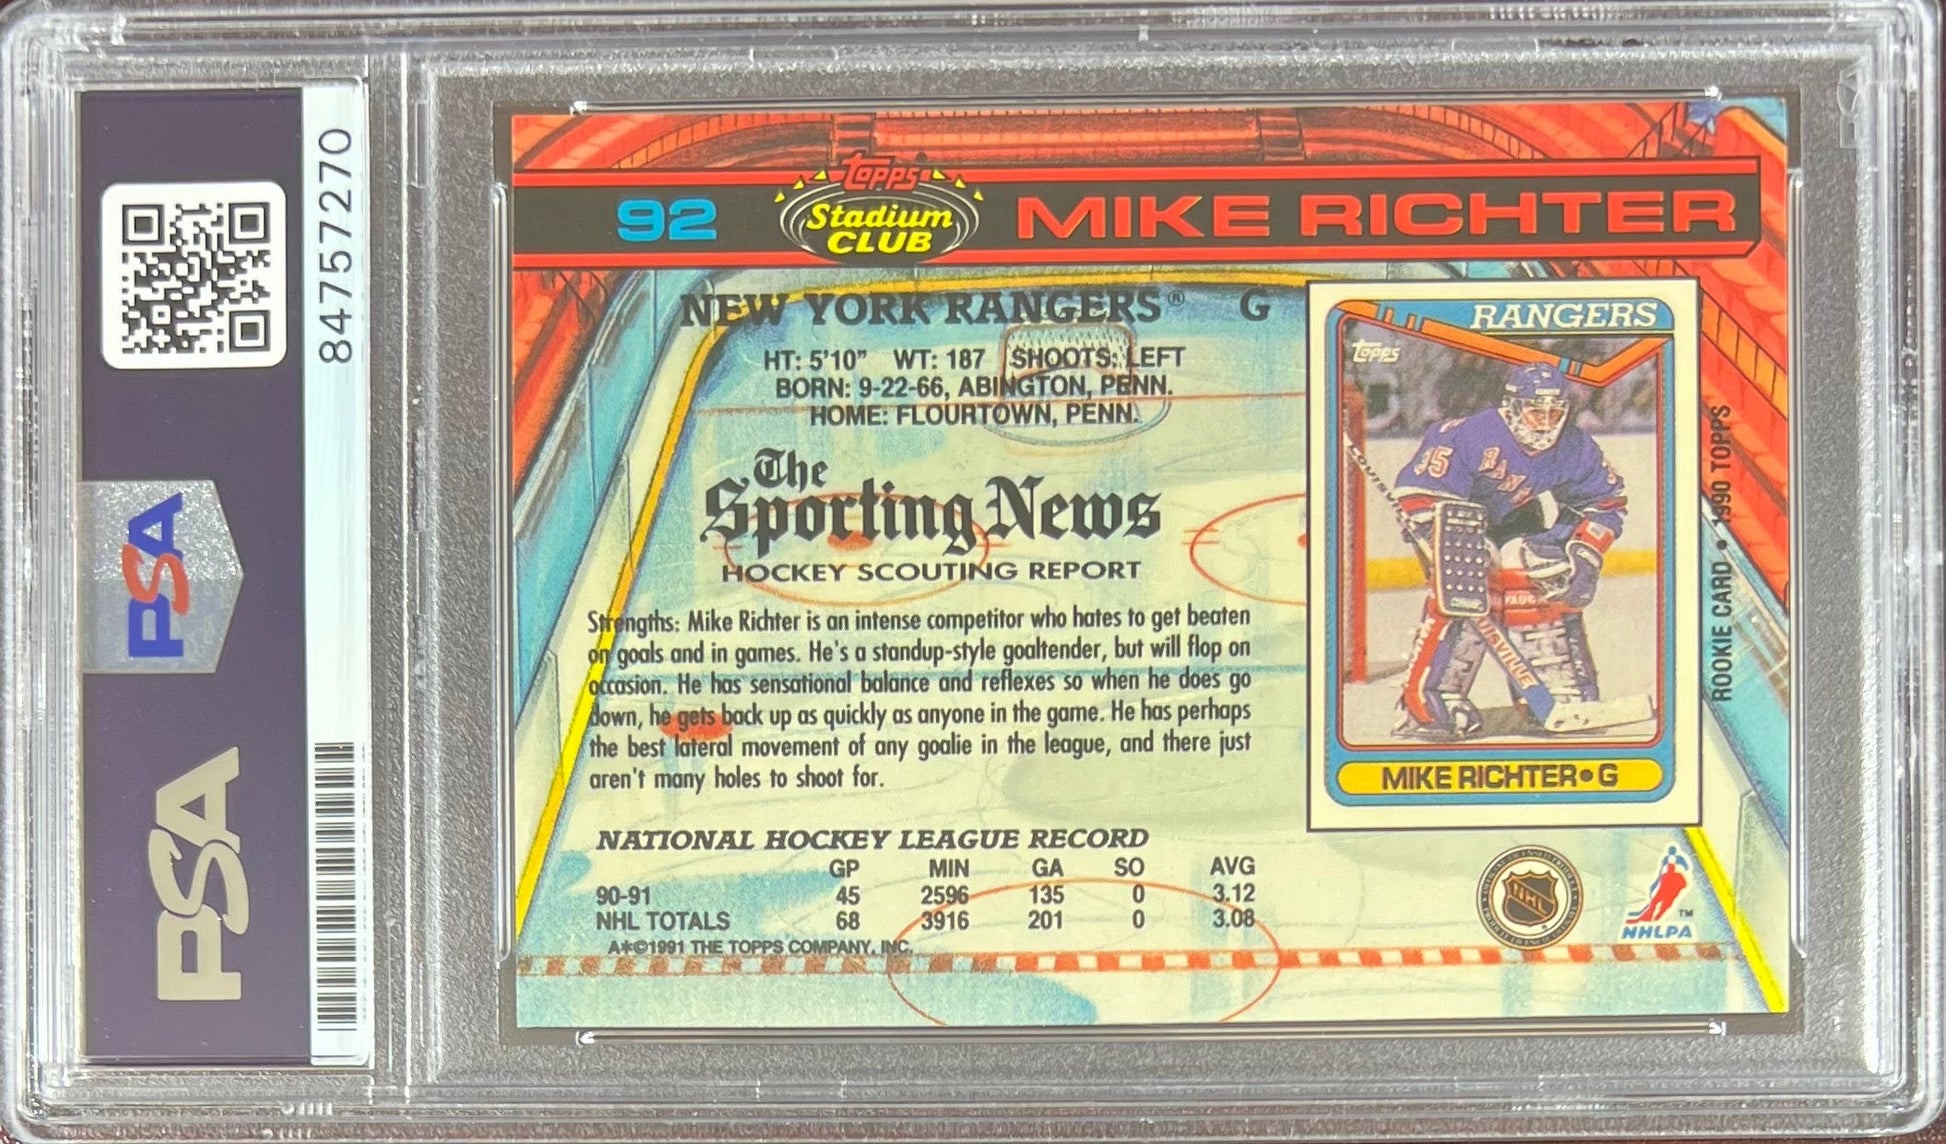 84757270
PSA
PSA
92
topps
Stadium
CLUB
MIKE RICHTER
NEW YORK RANGERS® G
HT: 5'10" WT: 187 SHOOTS: LEFT
BORN: 9-22-66, ABINGTON, PENN.
HOME: FLOURTOWN, PENN.
The
Sporting News
HOCKEY SCOUTING REPORT
Strengths: Mike Richter is an intense competitor who hates to get beaten
on goals and in games. He's a standup-style goaltender, but will flop on
occasion. He has sensational balance and reflexes so when he does go
down, he gets back up as quickly as anyone in the game. He has perhaps
the best lateral movement of any goalie in the league, and there just
aren't many holes to shoot for.
NATIONAL HOCKEY LEAGUE RECORD
GP MIN GA SO AVG
90-91 45 2596 135 0 3.12
NHL TOTALS 68 3916 201 0 3.08
A*©1991 THE TOPPS COMPANY, INC.
RANGERS
topps
35
MIKE RICHTER•G
ROOKIE CARD • 1990 TOPPS
NHL
NHLPA
TM